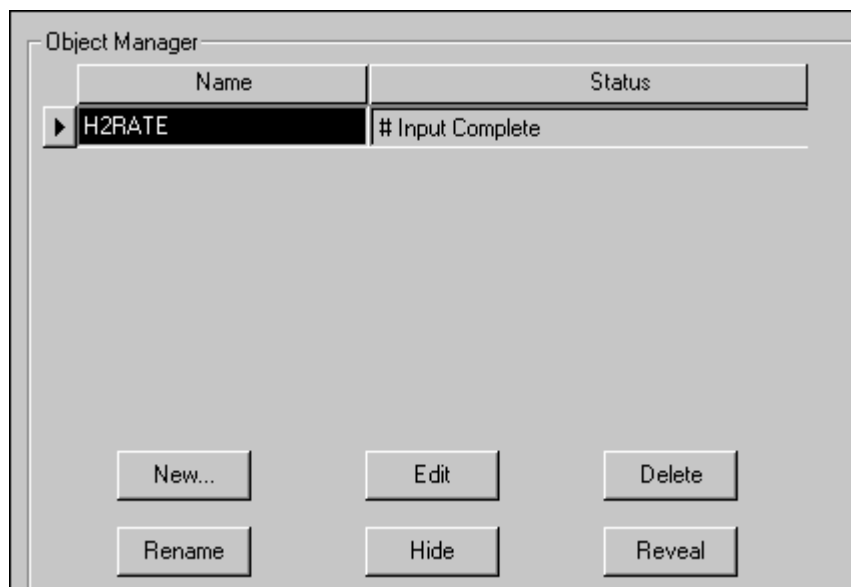 Object Manager
Name Status
H2RATE # Input Complete
New... Edit Delete
Rename Hide Reveal